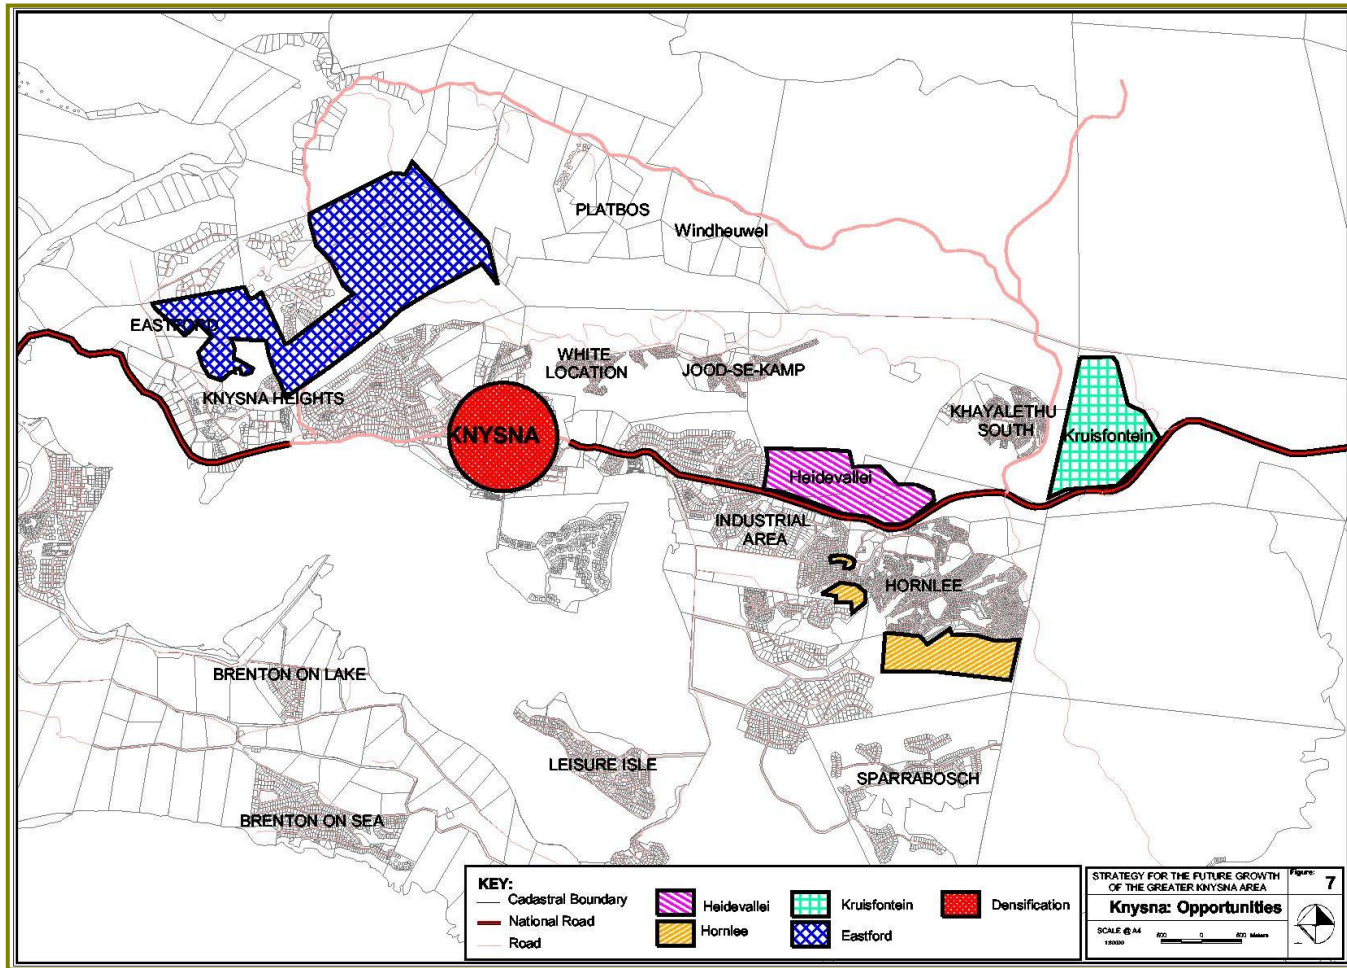 PLATBOS
Windheuwel
EASTFORD
WHITE
LOCATION
JOOD-SE-KAMP
KNYSNA HEIGHTS
KHAYALETHU
SOUTH
KNYSNA
Kruisfontein
Heidevallei
INDUSTRIAL
AREA
HORNLEE
BRENTON ON LAKE
LEISURE ISLE
SPARRABOSCH
BRENTON ON SEA
KEY:
Cadastral Boundary
National Road
Road
Heidevallei
Hornlee
Kruisfontein
Eastford
Densification
STRATEGY FOR THE FUTURE GROWTH
OF THE GREATER KNYSNA AREA
Figure:
7
Knysna: Opportunities
SCALE @ A4
0
Meters